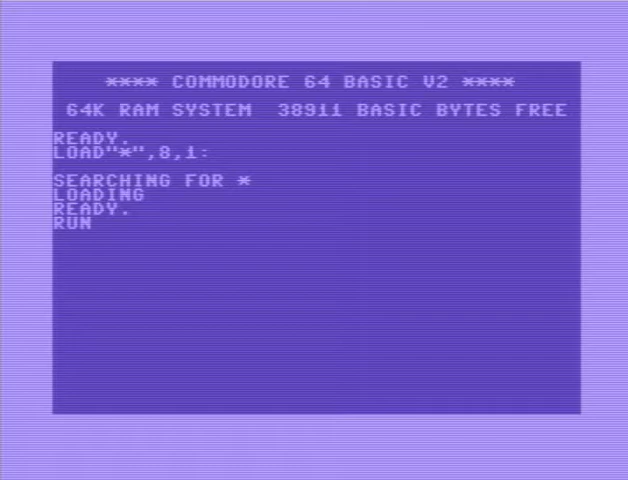 **** COMMODORE 64 BASIC V2 ****
64K RAM SYSTEM  38911 BASIC BYTES FREE
READY.
LOAD"*",8,1:
SEARCHING FOR *
LOADING
READY.
RUN